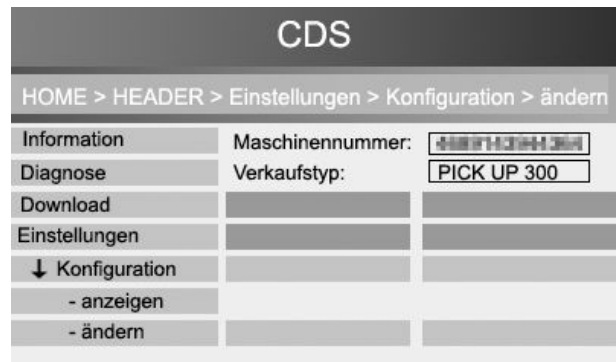 CDS
HOME > HEADER > Einstellungen > Konfiguration > ändern
Information
Maschinennummer:
Diagnose
Verkaufstyp: PICK UP 300
Download
Einstellungen
↓ Konfiguration
- anzeigen
- ändern